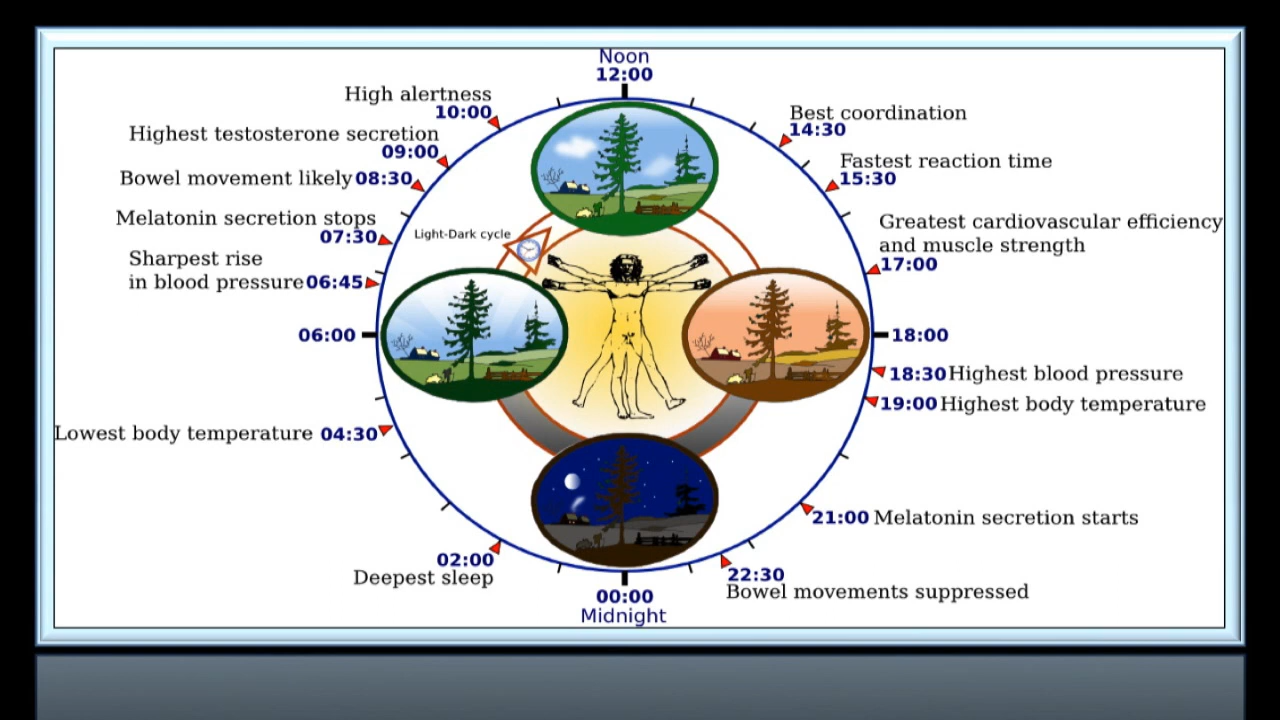 Noon
12:00
High alertness
10:00
Highest testosterone secretion
09:00
Bowel movement likely 08:30
Melatonin secretion stops
07:30
Sharpest rise
in blood pressure 06:45
06:00
Lowest body temperature 04:30
02:00
Deepest sleep
00:00
Midnight
Light-Dark cycle
Best coordination
14:30
Fastest reaction time
15:30
Greatest cardiovascular efficiency
and muscle strength
17:00
18:00
18:30 Highest blood pressure
19:00 Highest body temperature
21:00 Melatonin secretion starts
22:30
Bowel movements suppressed